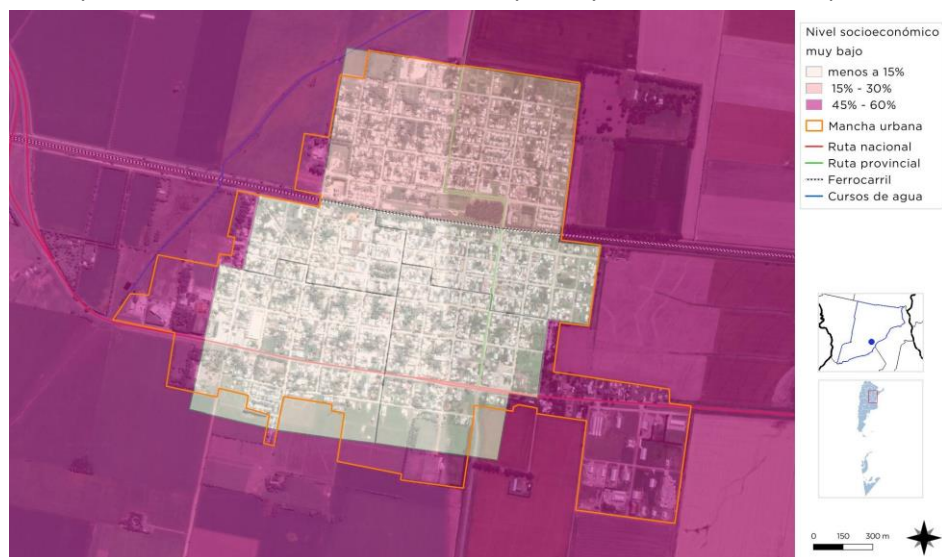 Nivel socioeconómico
muy bajo
menos a 15%
15% - 30%
45% - 60%
Mancha urbana
Ruta nacional
Ruta provincial
Ferrocarril
Cursos de agua
0 150 300 m